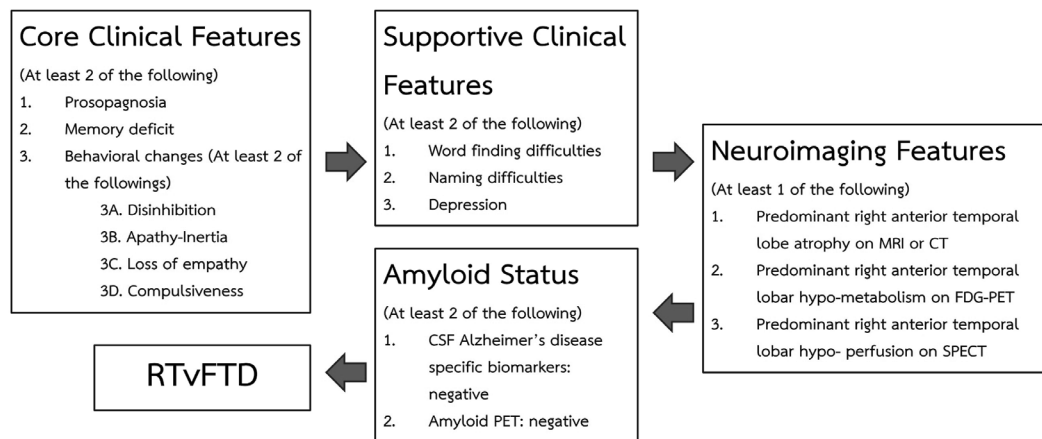 Core Clinical Features
(At least 2 of the following)
1. Prosopagnosia
2. Memory deficit
3. Behavioral changes (At least 2 of
the followings)
3A. Disinhibition
3B. Apathy-Inertia
3C. Loss of empathy
3D. Compulsiveness
Supportive Clinical
Features
(At least 2 of the following)
1. Word finding difficulties
2. Naming difficulties
3. Depression
Neuroimaging Features
(At least 1 of the following)
1. Predominant right anterior temporal
lobe atrophy on MRI or CT
2. Predominant right anterior temporal
lobar hypo-metabolism on FDG-PET
3. Predominant right anterior temporal
lobar hypo- perfusion on SPECT
Amyloid Status
(At least 2 of the following)
1. CSF Alzheimer's disease
specific biomarkers:
negative
2. Amyloid PET: negative
RTvFTD